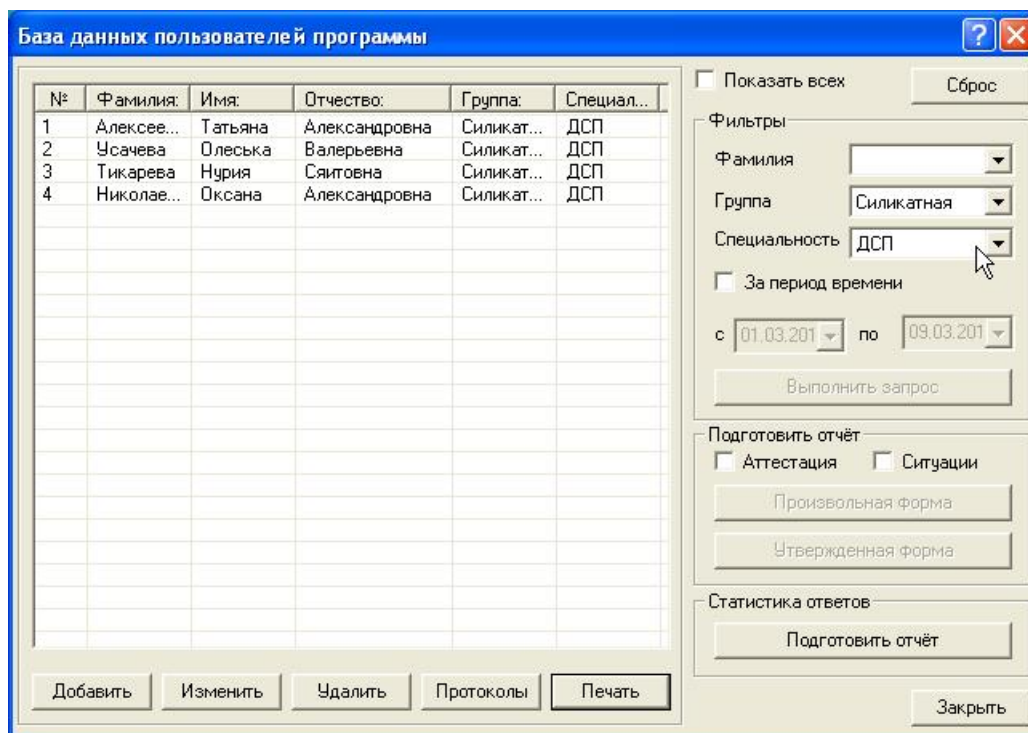 База данных пользователей программы
№ Фамилия: Имя: Отчество: Группа: Специал...
1 Алексее... Татьяна Александровна Силикат... ДСП
2 Усачева Олеська Валерьевна Силикат... ДСП
3 Тикарева Нурия Сяитовна Силикат... ДСП
4 Николае... Оксана Александровна Силикат... ДСП
Добавить Изменить Удалить Протоколы Печать
Показать всех Сброс
Фильтры
Фамилия
Группа Силикатная
Специальность ДСП
За период времени
с 01.03.201 по 09.03.201
Выполнить запрос
Подготовить отчёт
Аттестация Ситуации
Произвольная форма
Утвержденная форма
Статистика ответов
Подготовить отчёт
Закрыть